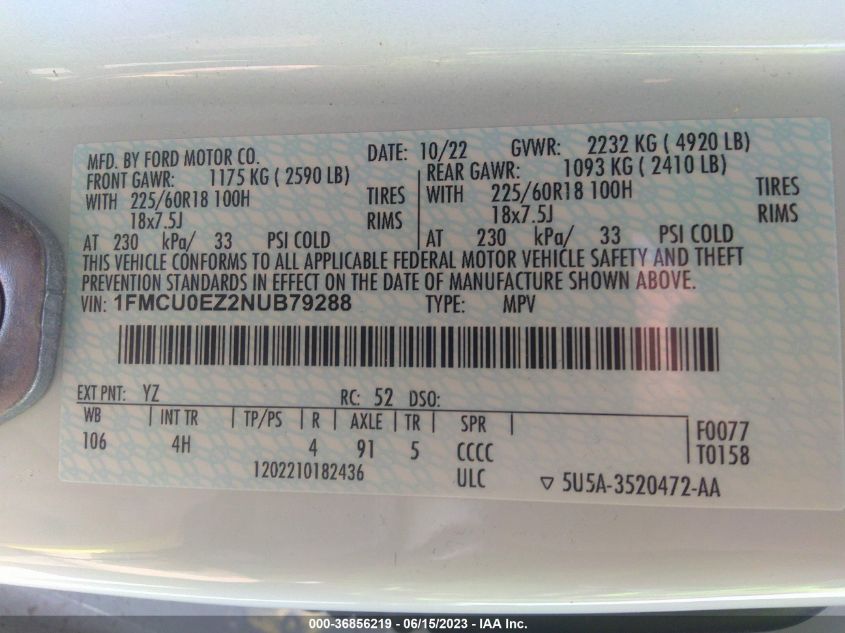 MFD. BY FORD MOTOR CO. DATE: 10/22 GVWR: 2232 KG ( 4920 LB)
FRONT GAWR: 1175 KG ( 2590 LB) REAR GAWR: 1093 KG ( 2410 LB)
WITH 225/60R18 100H TIRES WITH 225/60R18 100H TIRES
18x7.5J RIMS 18x7.5J RIMS
AT 230 kPa/ 33 PSI COLD AT 230 kPa/ 33 PSI COLD
THIS VEHICLE CONFORMS TO ALL APPLICABLE FEDERAL MOTOR VEHICLE SAFETY AND THEFT
PREVENTION STANDARDS IN EFFECT ON THE DATE OF MANUFACTURE SHOWN ABOVE.
VIN: 1FMCU0EZ2NUB79288 TYPE: MPV
EXT PNT: YZ RC: 52 DSO:
WB INT TR TP/PS R AXLE TR SPR F0077
106 4H 4 91 5 CCCC T0158
1202210182436 ULC ▽ 5U5A-3520472-AA
000-36856219 - 06/15/2023 - IAA Inc.